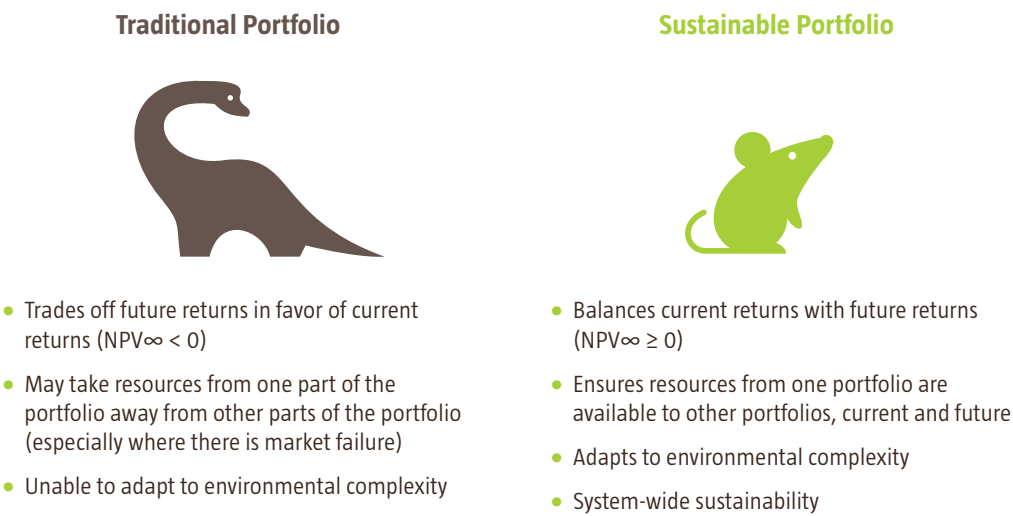 Traditional Portfolio
• Trades off future returns in favor of current
returns (NPV∞ < 0)
• May take resources from one part of the
portfolio away from other parts of the portfolio
(especially where there is market failure)
• Unable to adapt to environmental complexity
Sustainable Portfolio
• Balances current returns with future returns
(NPV∞ ≥ 0)
• Ensures resources from one portfolio are
available to other portfolios, current and future
• Adapts to environmental complexity
• System-wide sustainability